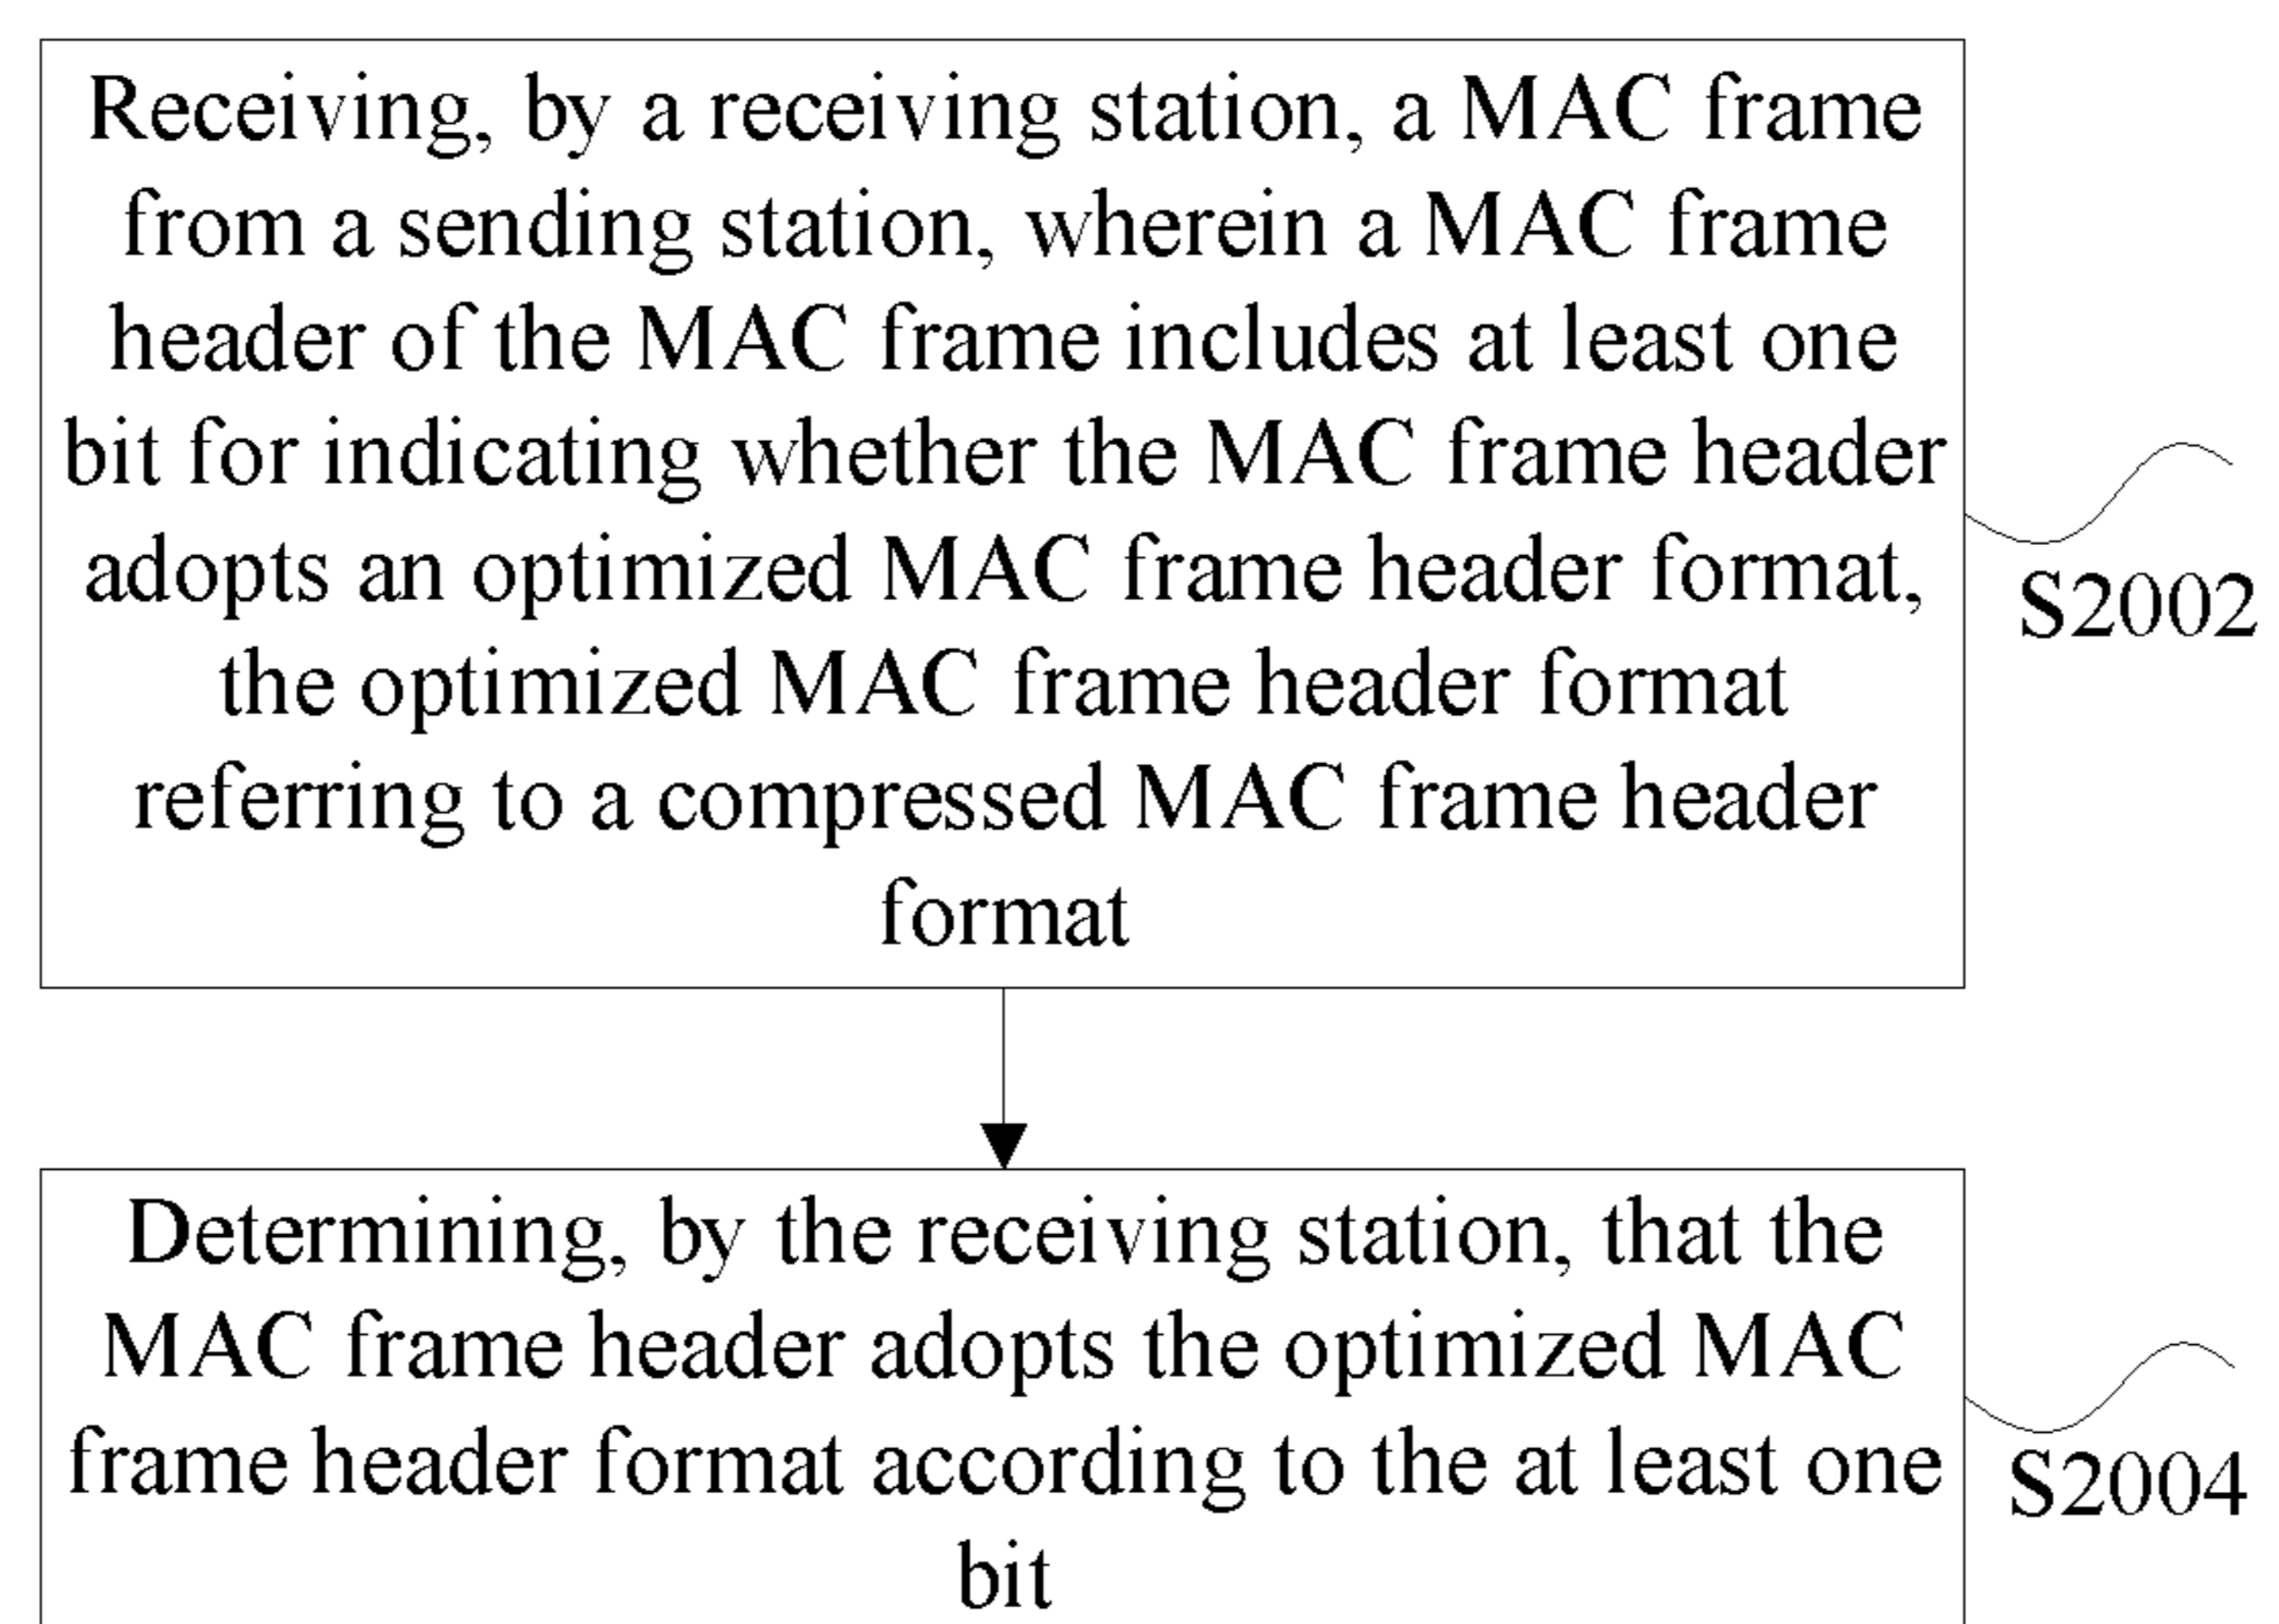 Receiving, by a receiving station, a MAC frame
from a sending station, wherein a MAC frame
header of the MAC frame includes at least one
bit for indicating whether the MAC frame header
adopts an optimized MAC frame header format,
the optimized MAC frame header format
referring to a compressed MAC frame header
format
S2002
Determining, by the receiving station, that the
MAC frame header adopts the optimized MAC
frame header format according to the at least one
bit
S2004